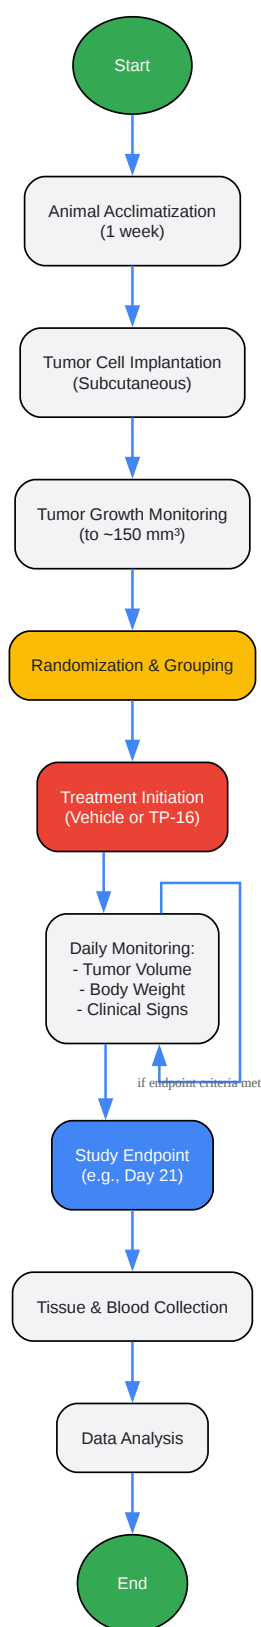 Start
Animal Acclimatization
(1 week)
Tumor Cell Implantation
(Subcutaneous)
Tumor Growth Monitoring
(to ~150 mm³)
Randomization & Grouping
Treatment Initiation
(Vehicle or TP-16)
Daily Monitoring:
- Tumor Volume
- Body Weight
- Clinical Signs
if endpoint criteria met
Study Endpoint
(e.g., Day 21)
Tissue & Blood Collection
Data Analysis
End